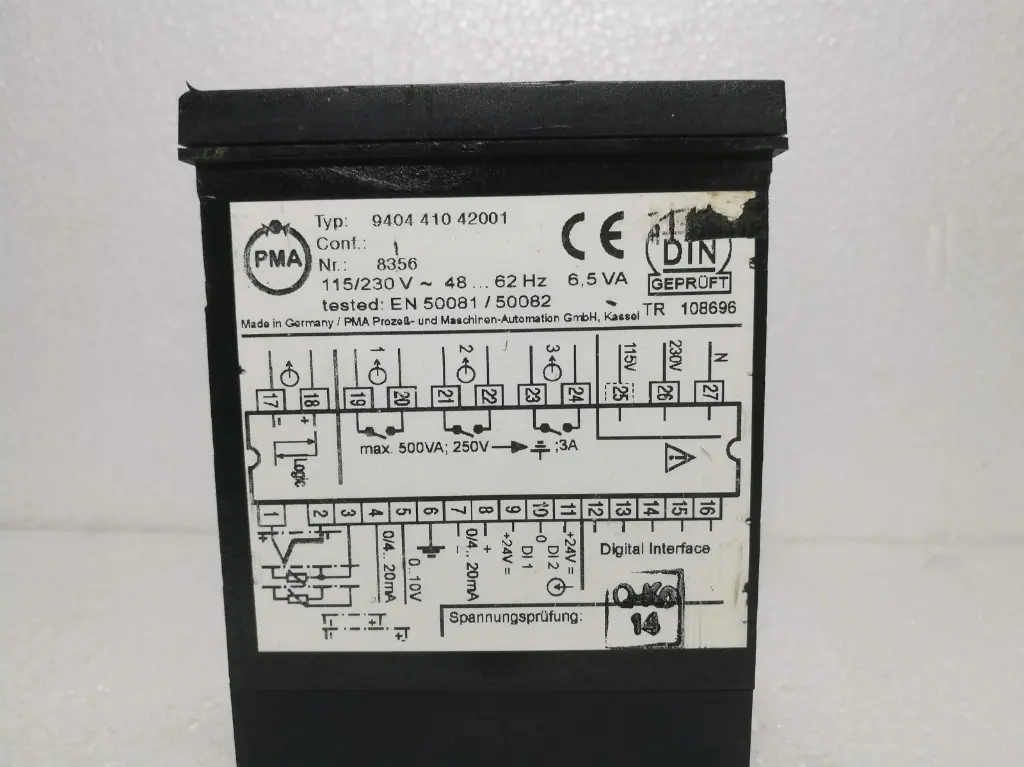 PMA
Typ: 9404 410 42001
Conf.:
Nr.: 8356
115/230 V ~ 48 ... 62 Hz 6,5 VA
tested: EN 50081 / 50082
CE
DIN
GEPRÜFT
TR 108696
Made in Germany / PMA Prozeß- und Maschinen-Automation GmbH, Kassel
1 2 3 115V 230V N
17 18 19 20 21 22 23 24 25 26 27
- +
Logic
max. 500VA; 250V ;3A
1 2 3 4 5 6 7 8 9 10 11 12 13 14 15 16
0/4.. 20mA
0..10V
- +
0/4.. 20mA
+24V=
DI 1
0
DI 2
+24V=
Digital Interface
Spannungsprüfung:
14